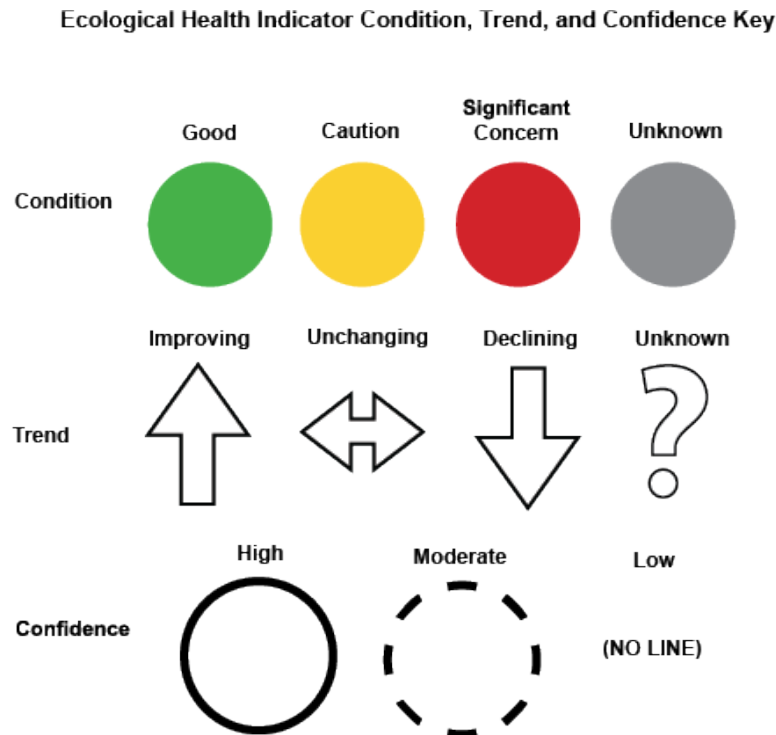 Ecological Health Indicator Condition, Trend, and Confidence Key
Good
Caution
Significant
Concern
Unknown
Condition
Improving
Unchanging
Declining
Unknown
?
Trend
High
Moderate
Low
Confidence
(NO LINE)